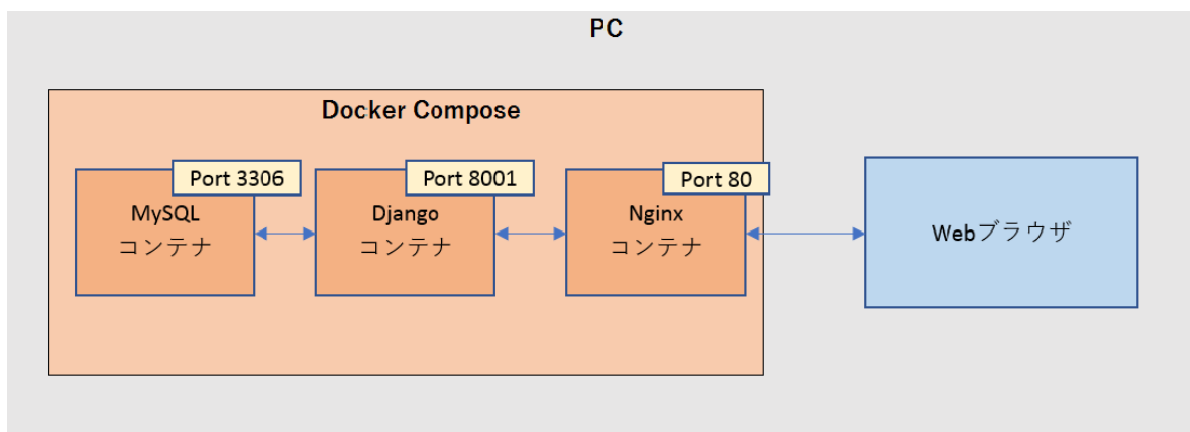 PC
Docker Compose
Port 3306
Port 8001
Port 80
MySQL
コンテナ
Django
コンテナ
Nginx
コンテナ
Webブラウザ